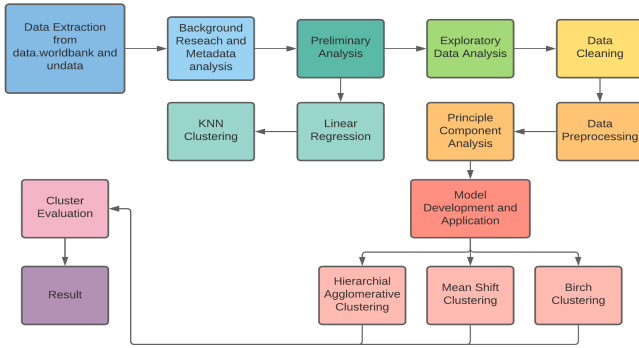 Data Extraction
from
data.worldbank and
undata
Background
Reseach and
Metadata
analysis
Preliminary
Analysis
Exploratory
Data Analysis
Data
Cleaning
KNN
Clustering
Linear
Regression
Principle
Component
Analysis
Data
Preprocessing
Cluster
Evaluation
Model
Development and
Application
Result
Hierarchial
Agglomerative
Clustering
Mean Shift
Clustering
Birch
Clustering